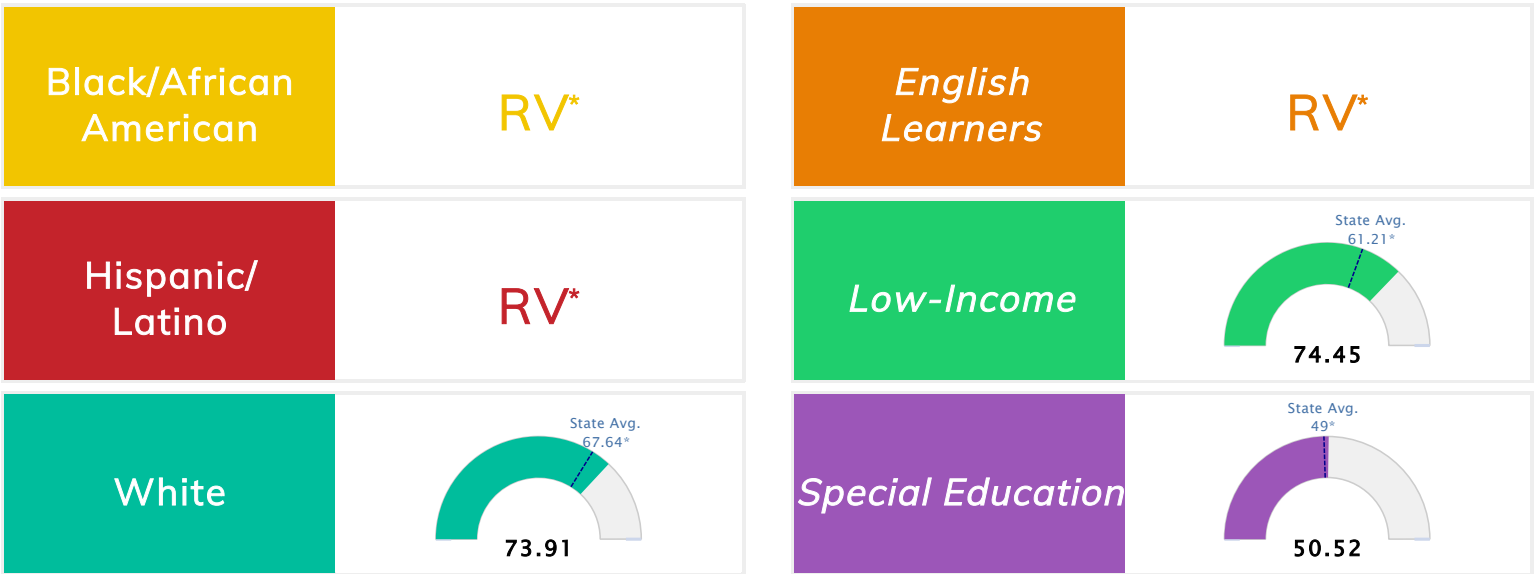 Black/African
American
RV*
English
Learners
RV*
Hispanic/
Latino
RV*
Low-Income
State Avg.
61.21*
74.45
White
State Avg.
67.64*
73.91
Special Education
State Avg.
49*
50.52